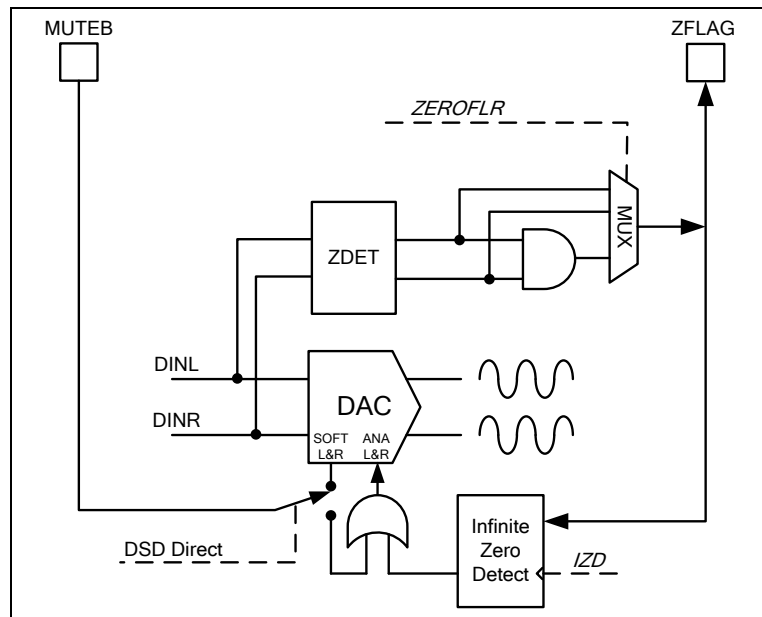 MUTEB
ZFLAG
ZEROFLR
MUX
ZDET
DINL
DINR
DAC
SOFT ANA
L&R L&R
DSD Direct
Infinite
Zero
Detect
IZD